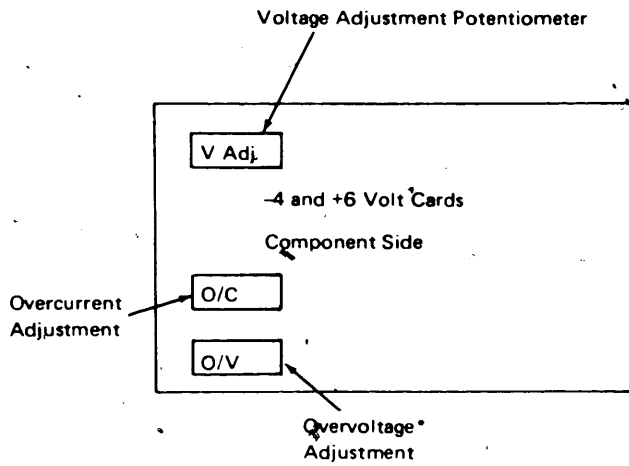 Voltage Adjustment Potentiometer
V Adj.
–4 and +6 Volt Cards
Component Side
Overcurrent
Adjustment
O/C
O/V
Overvoltage*
Adjustment